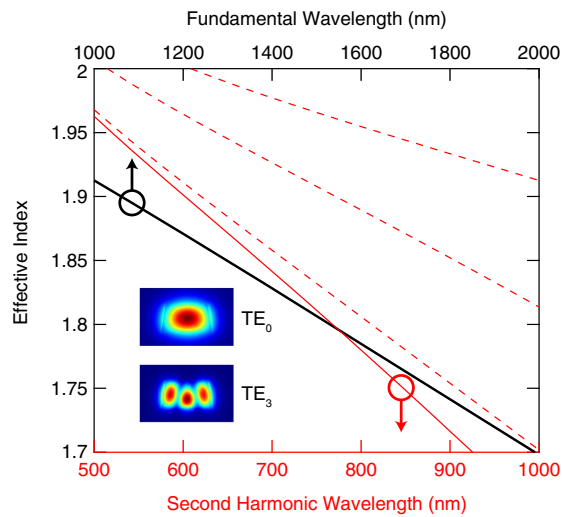 Fundamental Wavelength (nm)
1000 1200 1400 1600 1800 2000
2
1.95
1.9
1.85
1.8
1.75
1.7
Effective Index
TE0
TE3
500 600 700 800 900 1000
Second Harmonic Wavelength (nm)